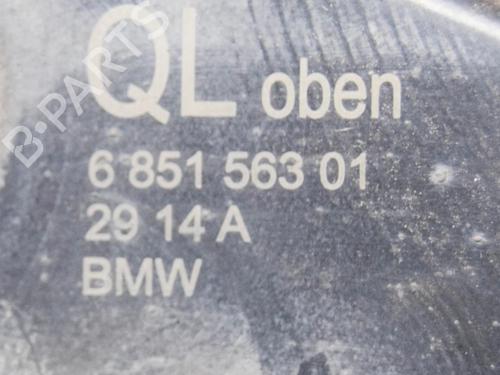 QL oben
6 851 563 01
29 14 A
BMW
B-PARTS